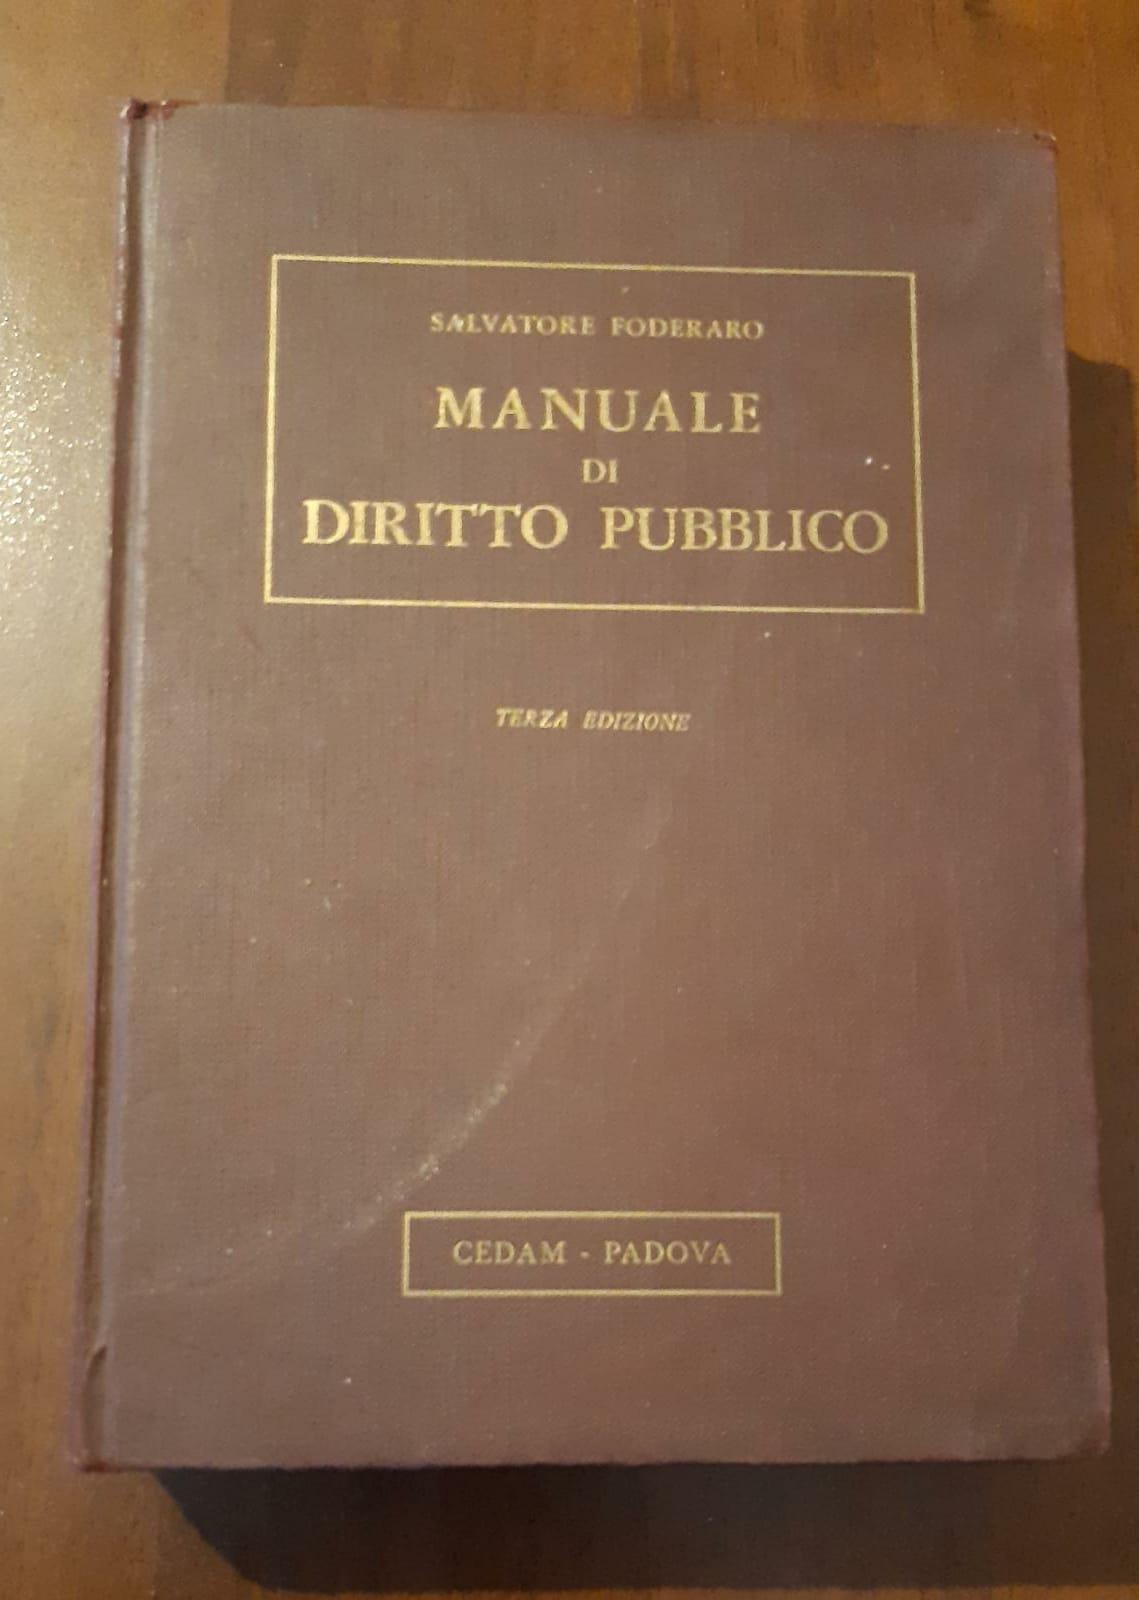 SALVATORE FODERARO
MANUALE
DI
DIRITTO PUBBLICO
TERZA EDIZIONE
CEDAM - PADOVA